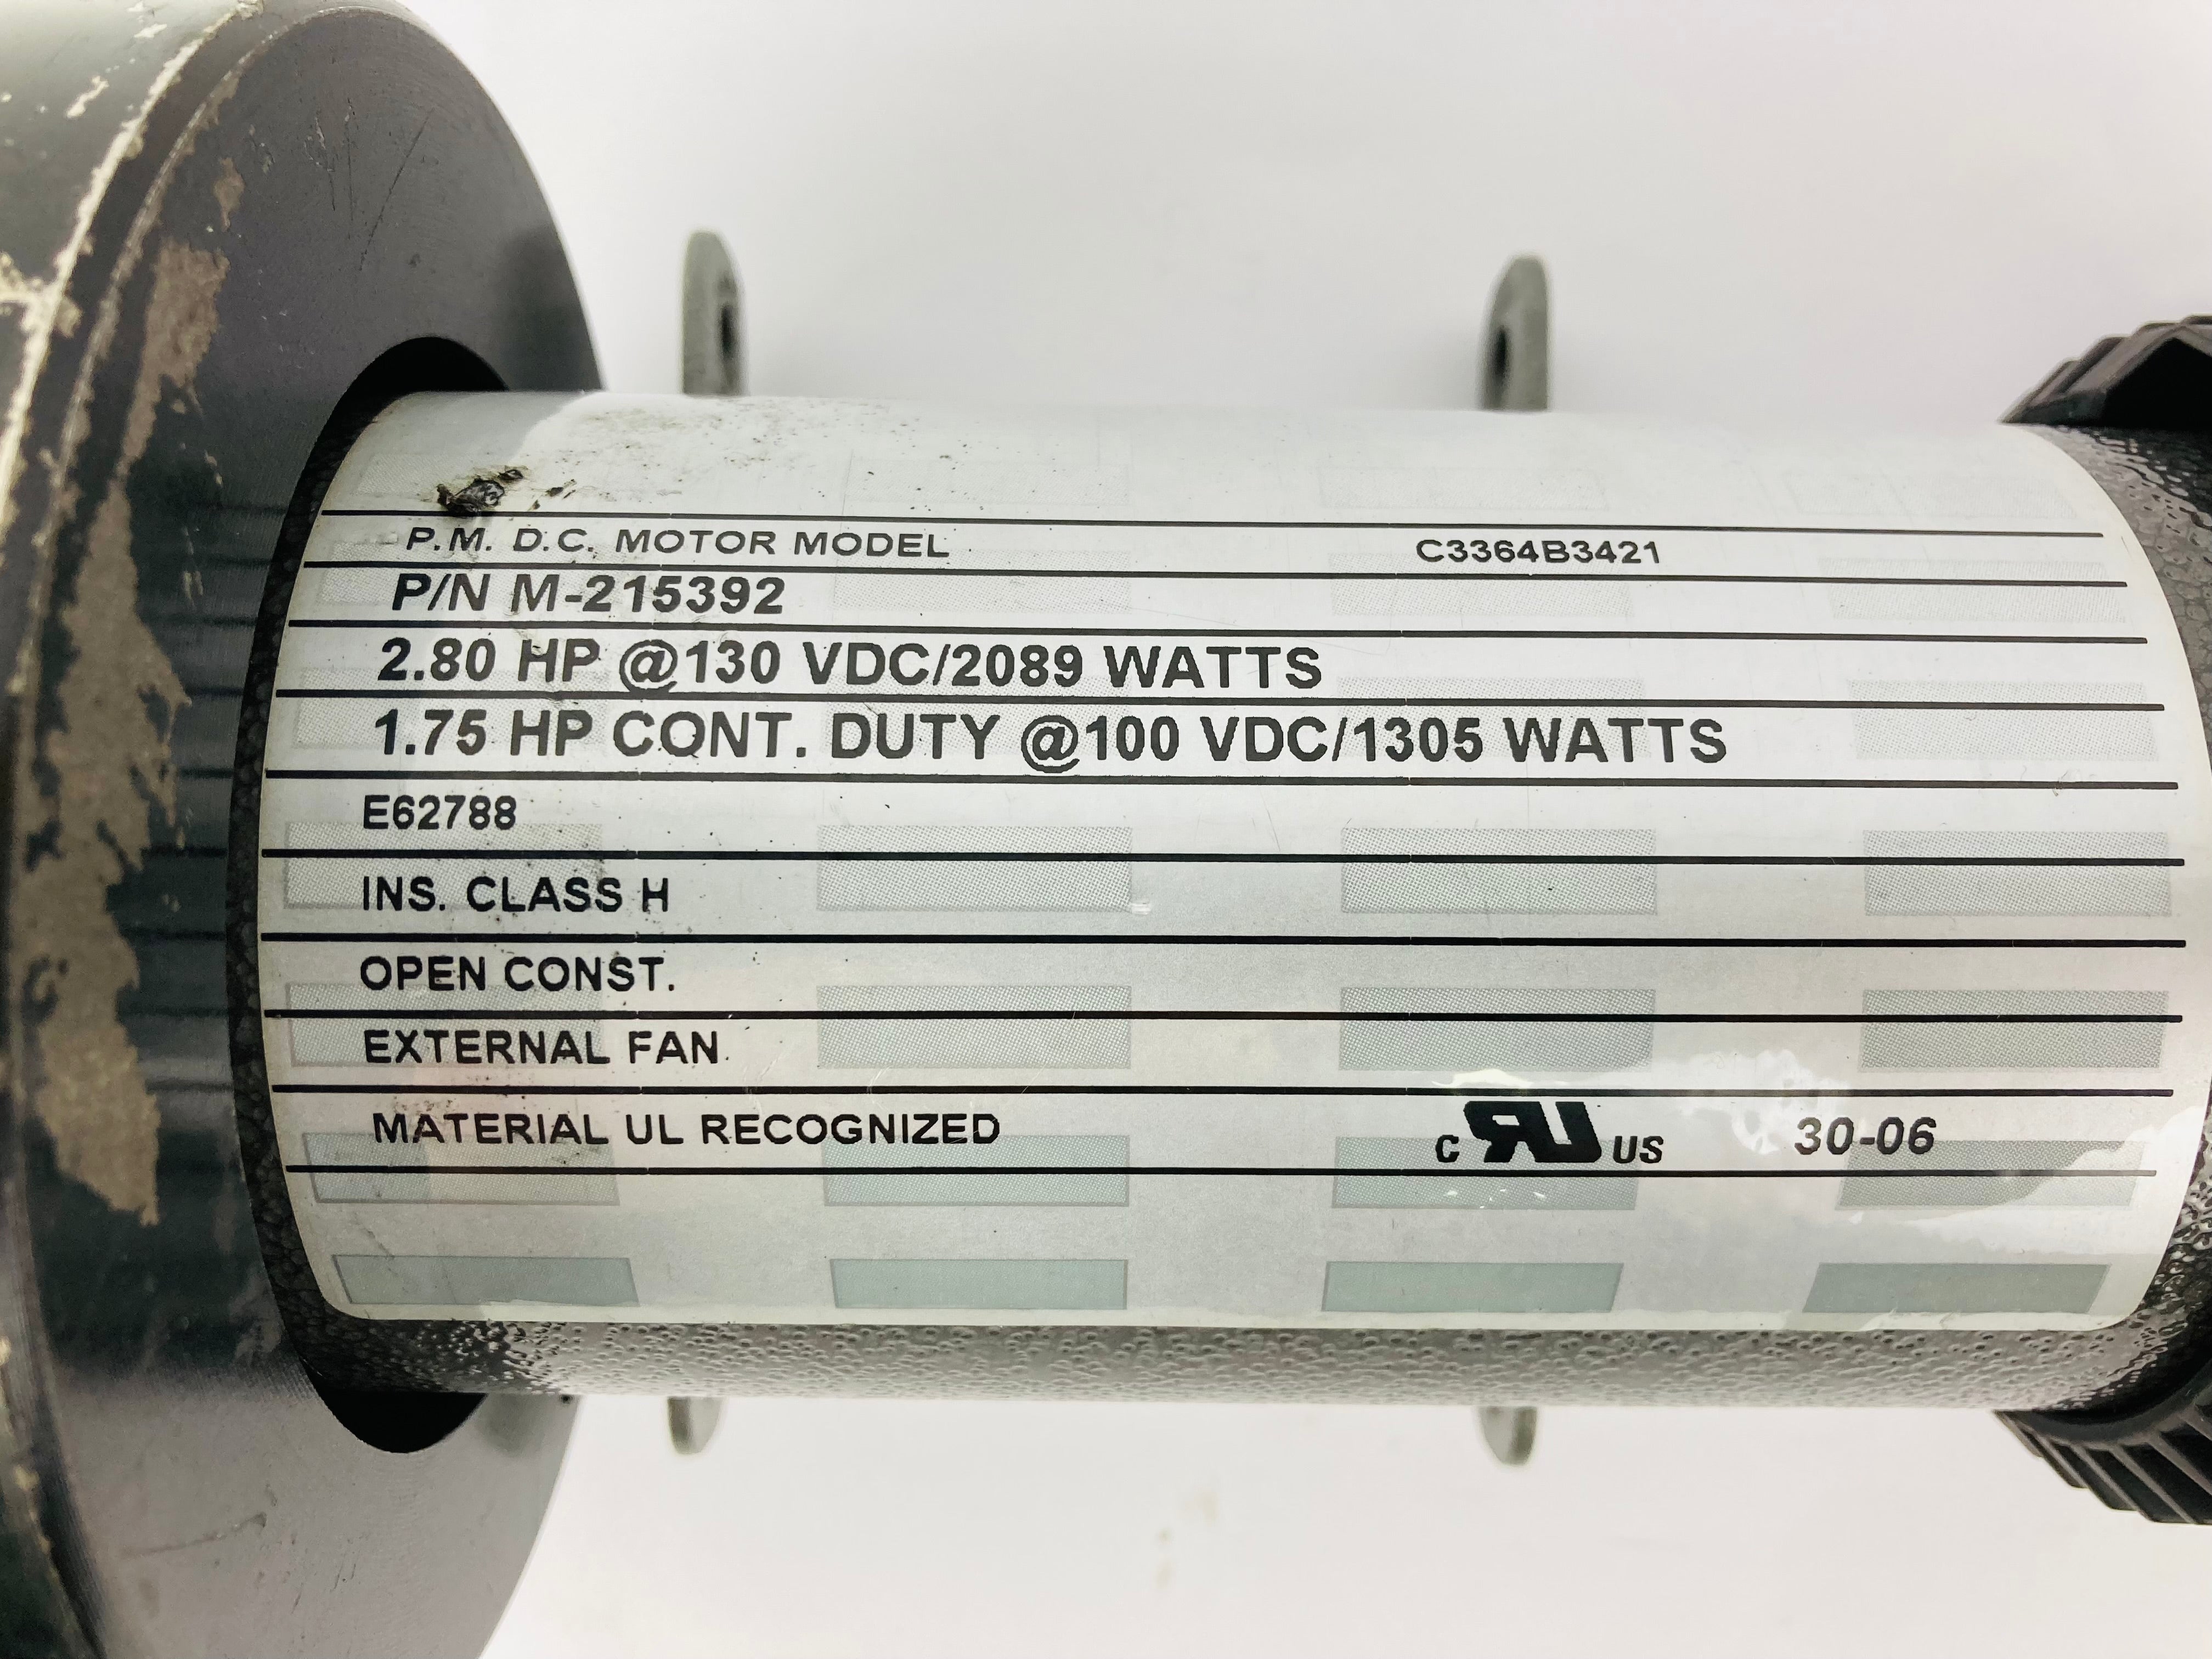 P.M. D.C. MOTOR MODEL C3364B3421
P/N M-215392
2.80 HP @130 VDC/2089 WATTS
1.75 HP CONT. DUTY @100 VDC/1305 WATTS
E62788
INS. CLASS H
OPEN CONST.
EXTERNAL FAN
MATERIAL UL RECOGNIZED C RU US 30-06